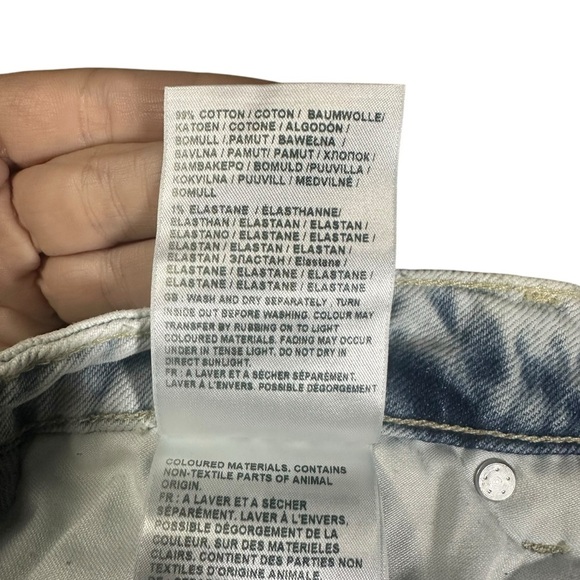 99% COTTON / COTON / BAUMWOLLE/
KATOEN / COTONE / ALGODÓN /
BOMULL / PAMUT / BAWEŁNA /
BAVLNA / PAMUT/ PAMUT / ХЛОПОК /
BAMBAKEPO / BOMULD /PUUVILLA /
KOKVILNA / PUUVILL / MEDVILNĖ /
BOMULL
1% ELASTANE / ÉLASTHANNE/
ELASTHAN / ELASTAAN / ELASTAN /
ELASTANO / ELASTANE / ELASTANE /
ELASTAN / ELASTAN / ELASTAN /
ELASTAN / ЭЛАСТАН / Elastane /
ELASTANE / ELASTANE / ELASTANE /
ELASTANE / ELASTANE / ELASTANE
GB : WASH AND DRY SEPARATELY , TURN
INSIDE OUT BEFORE WASHING. COLOUR MAY
TRANSFER BY RUBBING ON TO LIGHT
COLOURED MATERIALS. FADING MAY OCCUR
UNDER IN TENSE LIGHT. DO NOT DRY IN
DIRECT SUNLIGHT.
FR : A LAVER ET A SÉCHER SÉPARÉMENT.
LAVER À L'ENVERS. POSSIBLE DÉGORGEMENT
COLOURED MATERIALS. CONTAINS
NON-TEXTILE PARTS OF ANIMAL
ORIGIN.
FR : A LAVER ET A SÉCHER
SÉPARÉMENT. LAVER À L'ENVERS.
POSSIBLE DÉGORGEMENT DE LA
COULEUR, SUR DES MATÉRIELES
CLAIRS. CONTIENT DES PARTIES NON
TEXTILES D'ORIGINE ANIMALE.